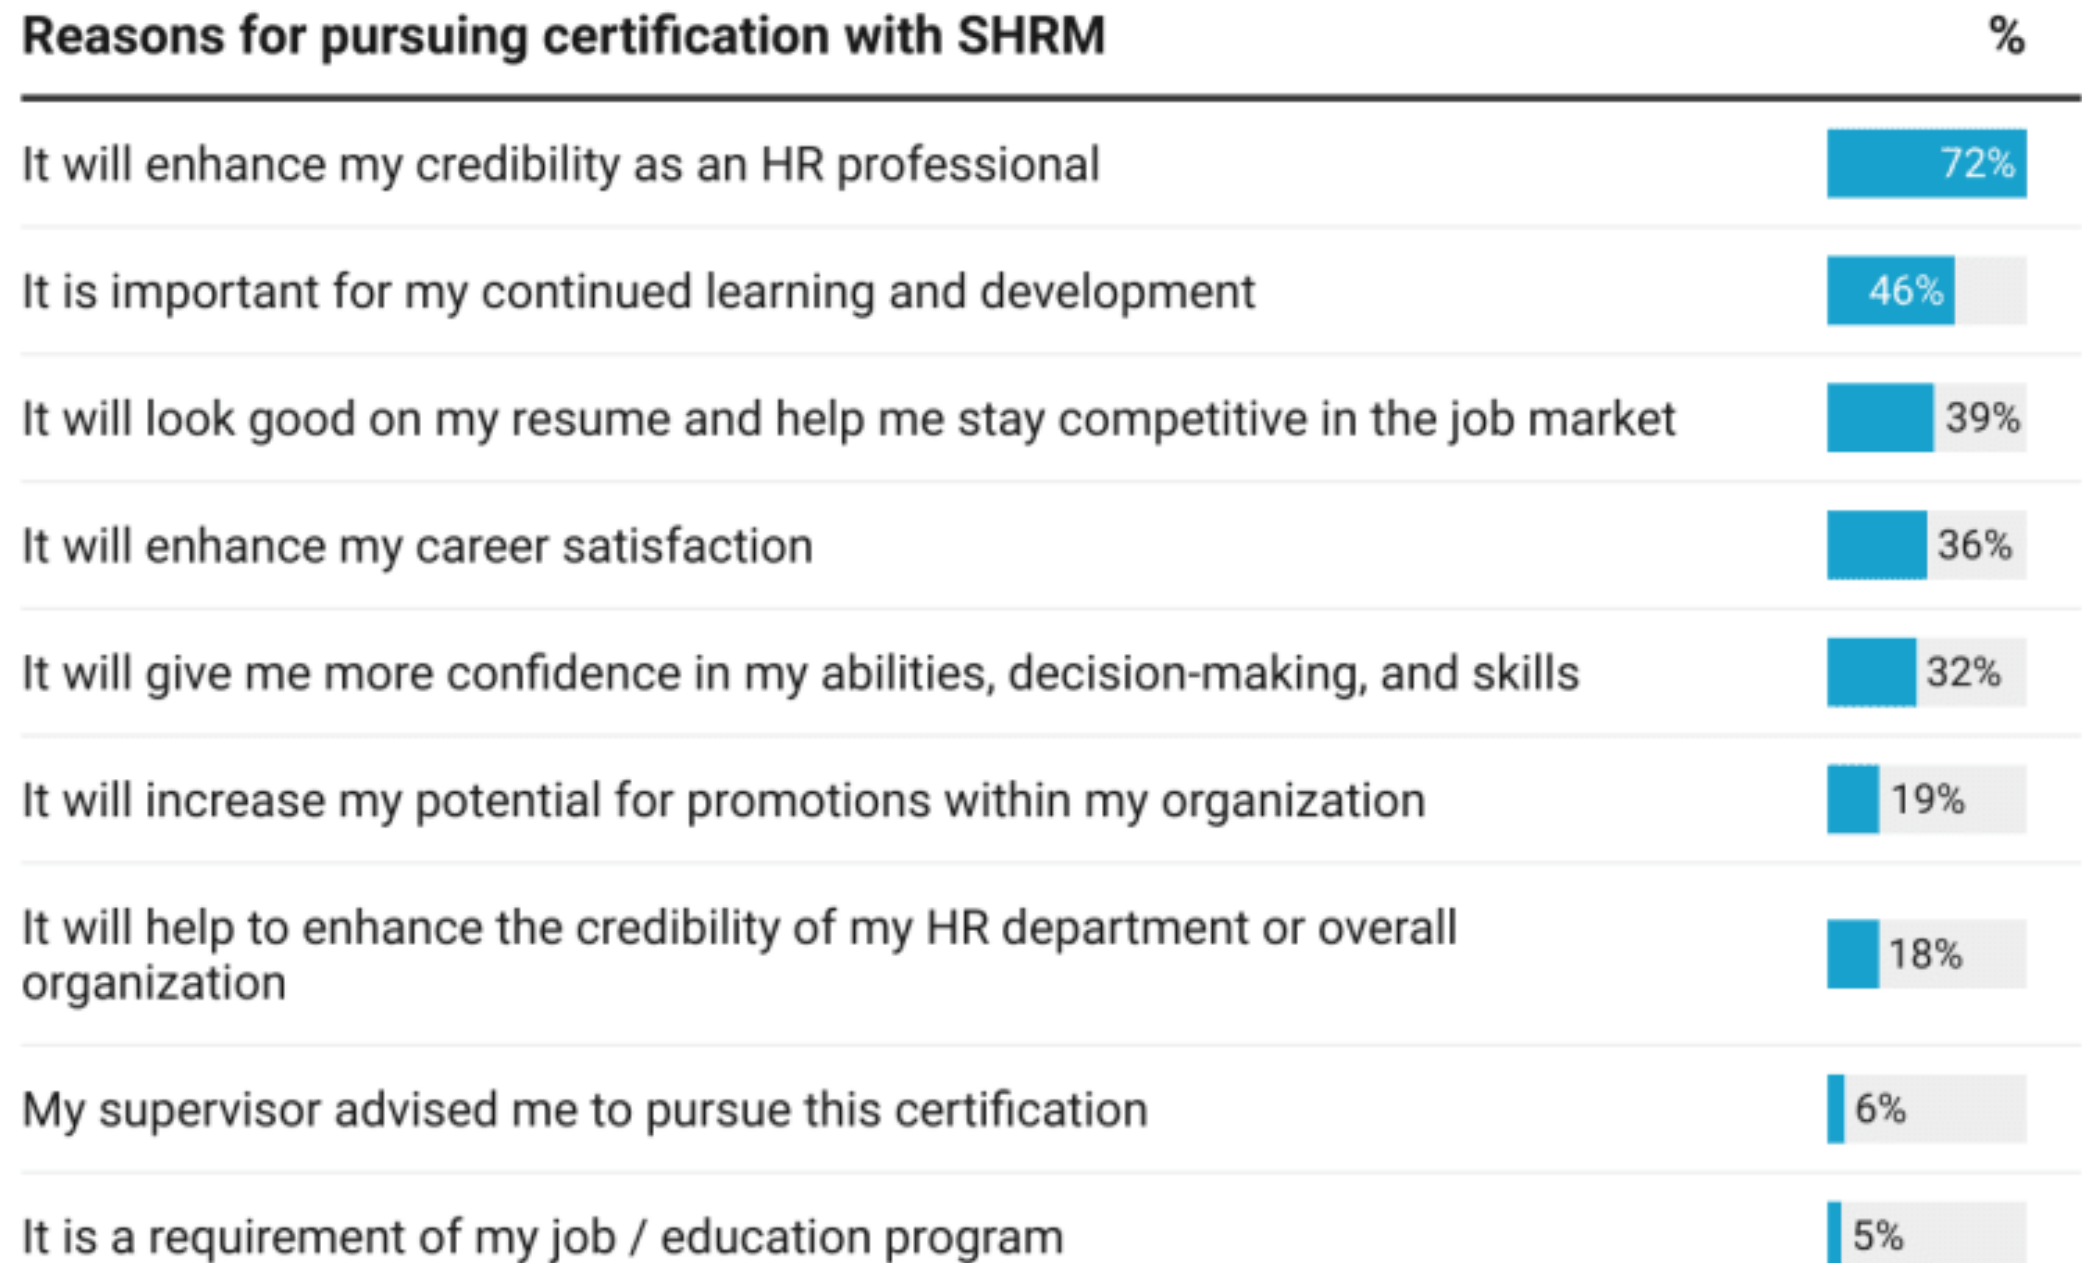 Reasons for pursuing certification with SHRM %
It will enhance my credibility as an HR professional 72%
It is important for my continued learning and development 46%
It will look good on my resume and help me stay competitive in the job market 39%
It will enhance my career satisfaction 36%
It will give me more confidence in my abilities, decision-making, and skills 32%
It will increase my potential for promotions within my organization 19%
It will help to enhance the credibility of my HR department or overall
organization 18%
My supervisor advised me to pursue this certification 6%
It is a requirement of my job / education program 5%